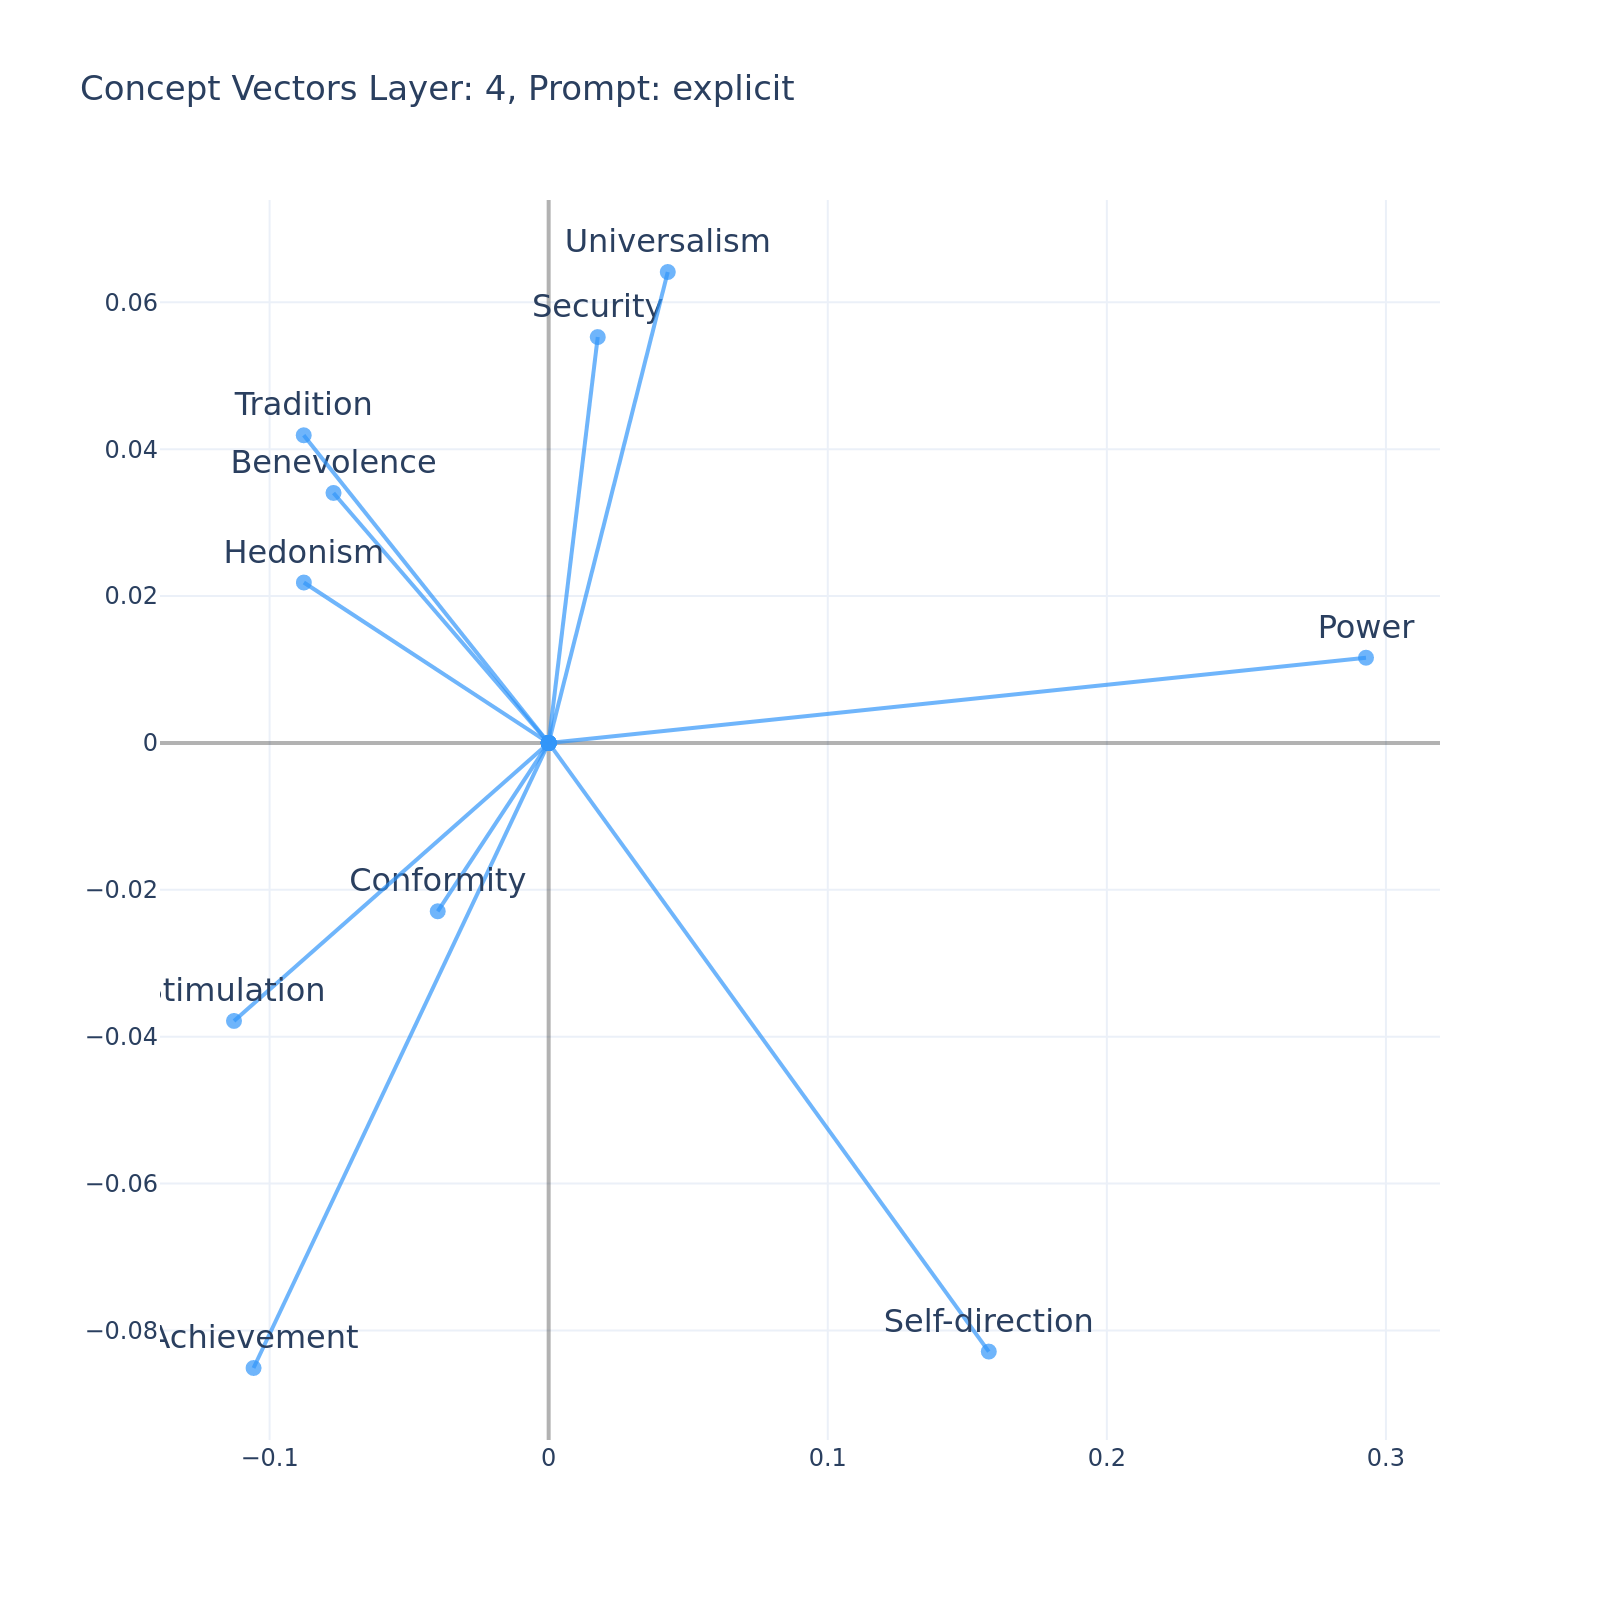 Concept Vectors Layer: 4, Prompt: explicit
Universalism
0.06
Security
Tradition
0.04
Benevolence
Hedonism
0.02
Power
0
−0.02
Conformity
timulation
−0.04
−0.06
Self-direction
−0.08
Achievement
−0.1
0
0.1
0.2
0.3